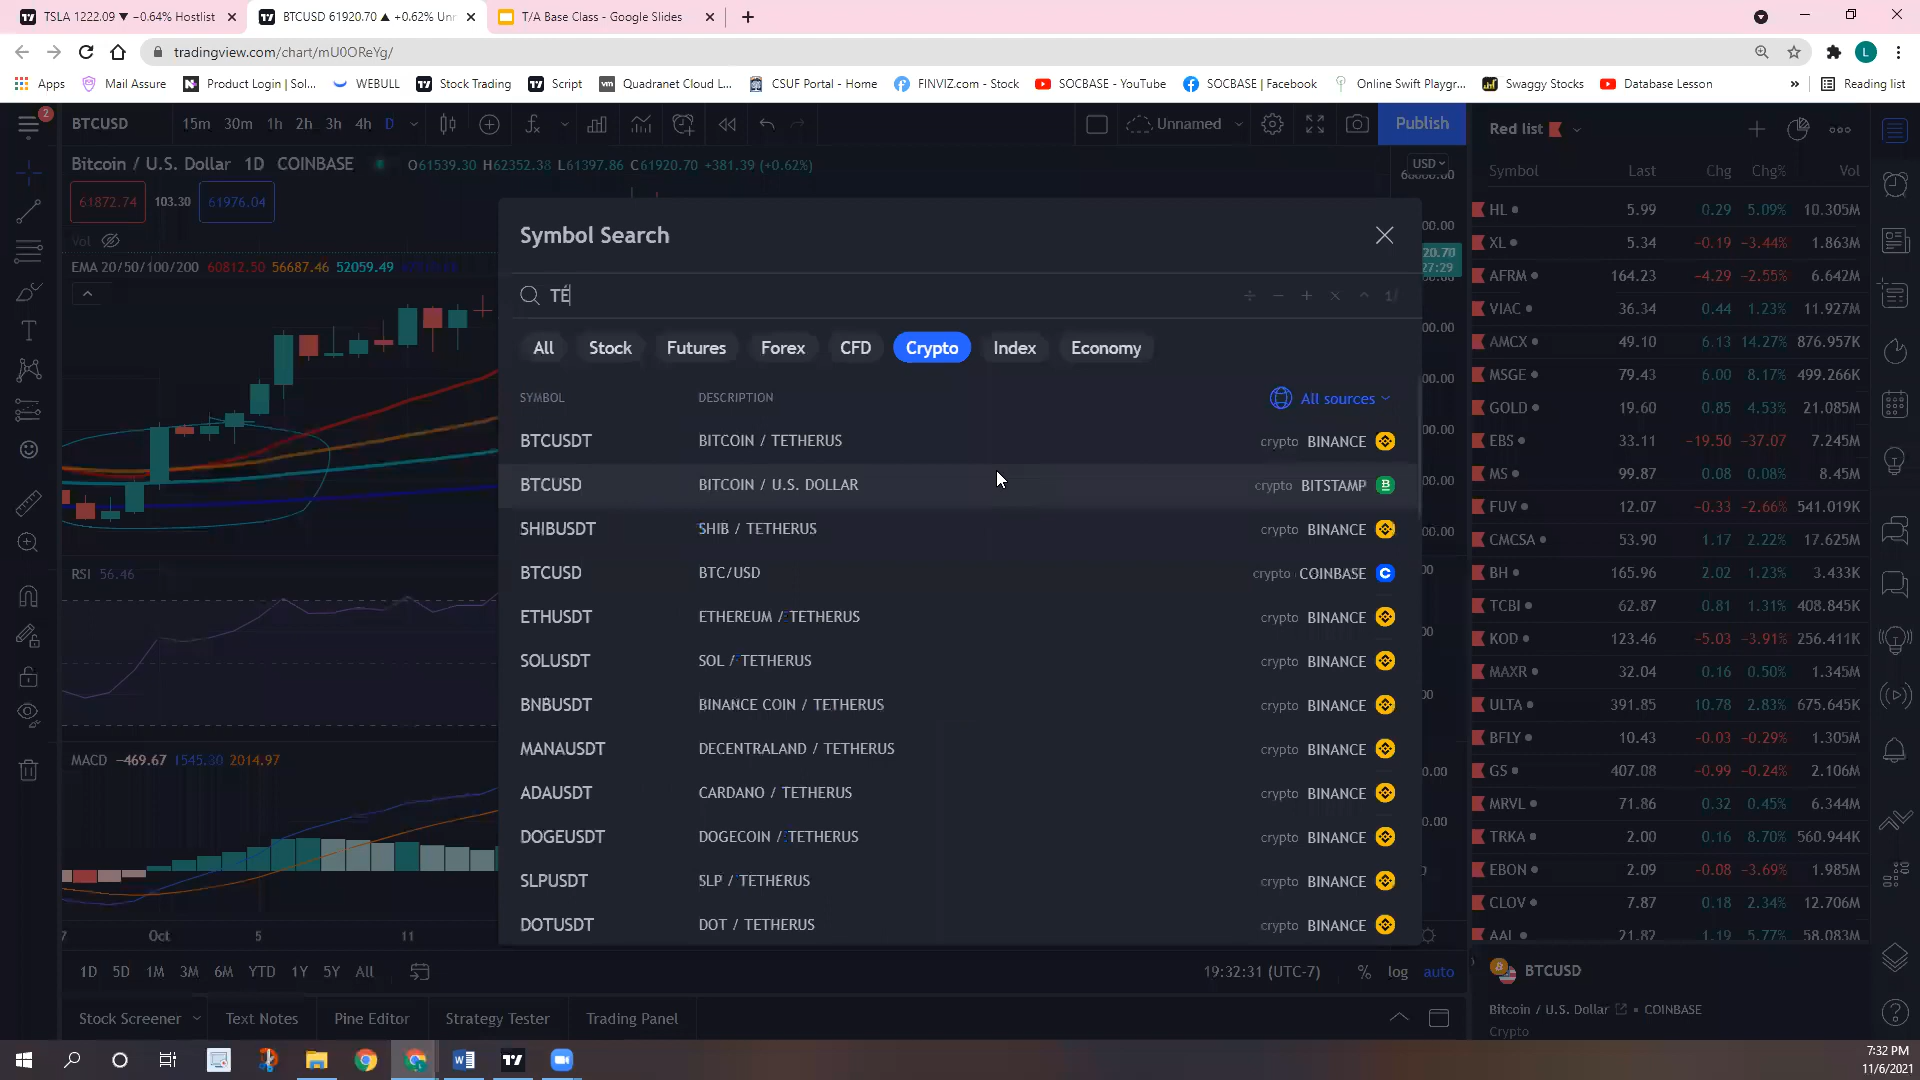 TSLA 1222.09 ▼ −0.64% Hostlist
BTCUSD 61920.70 ▲ +0.62% Unr
T/A Base Class - Google Slides
tradingview.com/chart/mU0OReYg/
L
Apps
Mail Assure
Product Login | Sol...
WEBULL
Stock Trading
Script
Quadranet Cloud L...
CSUF Portal - Home
FINVIZ.com - Stock
SOCBASE - YouTube
SOCBASE | Facebook
Online Swift Playgr...
Swaggy Stocks
Database Lesson
»
Reading list
2
BTCUSD
15m 30m 1h 2h 3h 4h D
Unnamed
Publish
Red list
Bitcoin / U.S. Dollar 1D COINBASE
O61539.30 H62352.38 L61397.86 C61920.70 +381.39 (+0.62%)
USD
61872.74 103.30 61976.04
Vol
EMA 20/50/100/200 60812.50 56687.46 52059.49
RSI 56.46
MACD −469.67 1545.30 2014.97
Oct 5 11
Symbol Search
TÉ
All Stock Futures Forex CFD Crypto Index Economy
SYMBOL DESCRIPTION All sources
BTCUSDT BITCOIN / TETHERUS crypto BINANCE
BTCUSD BITCOIN / U.S. DOLLAR crypto BITSTAMP
SHIBUSDT SHIB / TETHERUS crypto BINANCE
BTCUSD BTC/USD crypto COINBASE
ETHUSDT ETHEREUM / TETHERUS crypto BINANCE
SOLUSDT SOL / TETHERUS crypto BINANCE
BNBUSDT BINANCE COIN / TETHERUS crypto BINANCE
MANAUSDT DECENTRALAND / TETHERUS crypto BINANCE
ADAUSDT CARDANO / TETHERUS crypto BINANCE
DOGEUSDT DOGECOIN / TETHERUS crypto BINANCE
SLPUSDT SLP / TETHERUS crypto BINANCE
DOTUSDT DOT / TETHERUS crypto BINANCE
Symbol Last Chg Chg% Vol
HL 5.99 0.29 5.09% 10.305M
XL 5.34 −0.19 −3.44% 1.863M
AFRM 164.23 −4.29 −2.55% 6.642M
VIAC 36.34 0.44 1.23% 11.927M
AMCX 49.10 6.13 14.27% 876.957K
MSGE 79.43 6.00 8.17% 499.266K
GOLD 19.60 0.85 4.53% 21.085M
EBS 33.11 −19.50 −37.07 7.245M
MS 99.87 0.08 0.08% 8.45M
FUV 12.07 −0.33 −2.66% 541.019K
CMCSA 53.90 1.17 2.22% 17.625M
BH 165.96 2.02 1.23% 3.433K
TCBI 62.87 0.81 1.31% 408.845K
KOD 123.46 −5.03 −3.91% 256.411K
MAXR 32.04 0.16 0.50% 1.345M
ULTA 391.85 10.78 2.83% 675.645K
BFLY 10.43 −0.03 −0.29% 1.305M
GS 407.08 −0.99 −0.24% 2.106M
MRVL 71.86 0.32 0.45% 6.344M
TRKA 2.00 0.16 8.70% 560.944K
EBON 2.09 −0.08 −3.69% 1.985M
CLOV 7.87 0.18 2.34% 12.706M
AAL 21.82 1.19 5.77% 58.083M
BTCUSD
Bitcoin / U.S. Dollar • COINBASE
Crypto
1D 5D 1M 3M 6M YTD 1Y 5Y All
19:32:31 (UTC-7) % log auto
Stock Screener Text Notes Pine Editor Strategy Tester Trading Panel
7:32 PM
11/6/2021